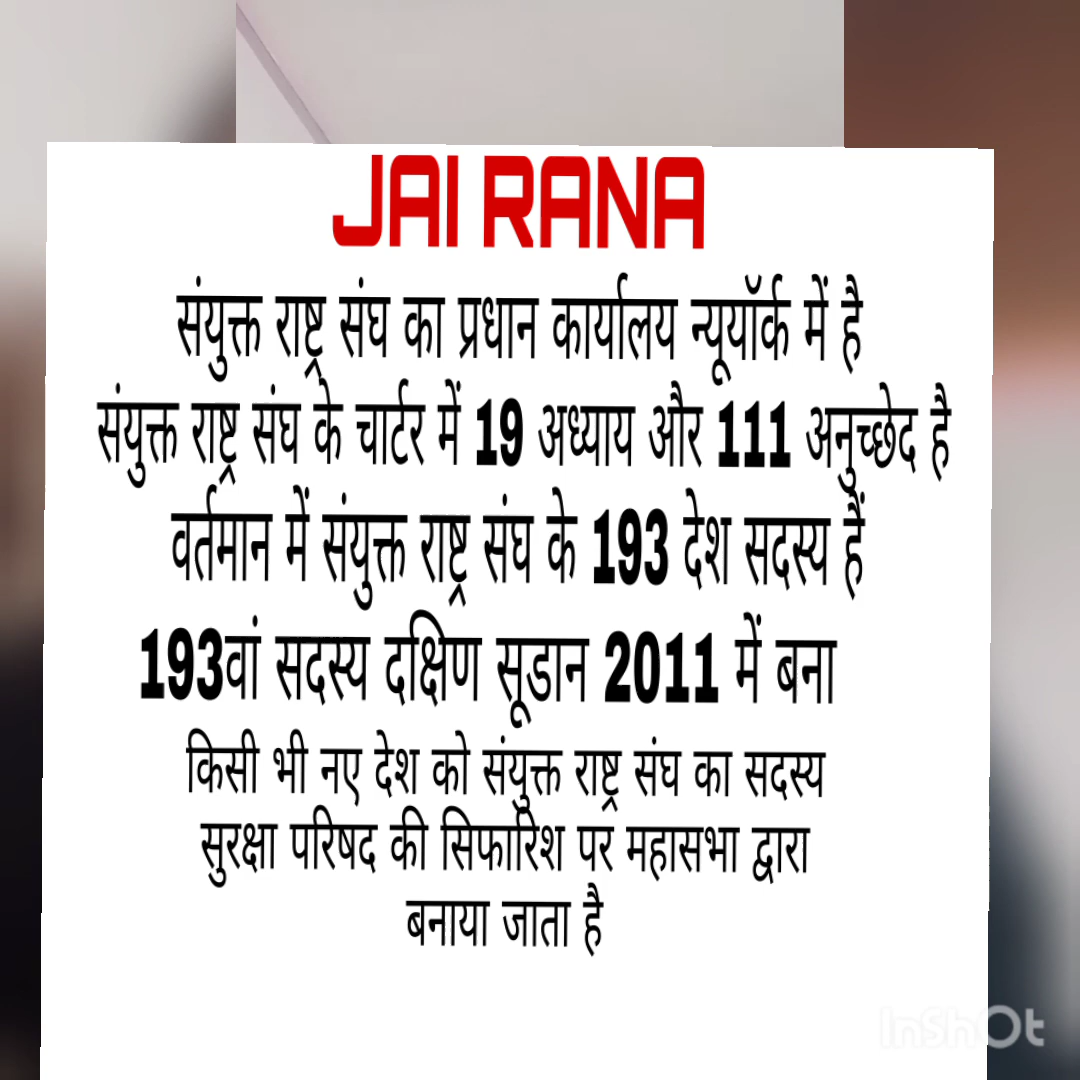 JAI RANA
संयुक्त राष्ट्र संघ का प्रधान कार्यालय न्यूयॉर्क में है
संयुक्त राष्ट्र संघ के चार्टर में 19 अध्याय और 111 अनुच्छेद है
वर्तमान में संयुक्त राष्ट्र संघ के 193 देश सदस्य हैं
193वां सदस्य दक्षिण सूडान 2011 में बना
किसी भी नए देश को संयुक्त राष्ट्र संघ का सदस्य
सुरक्षा परिषद की सिफारिश पर महासभा द्वारा
बनाया जाता है
InShOt